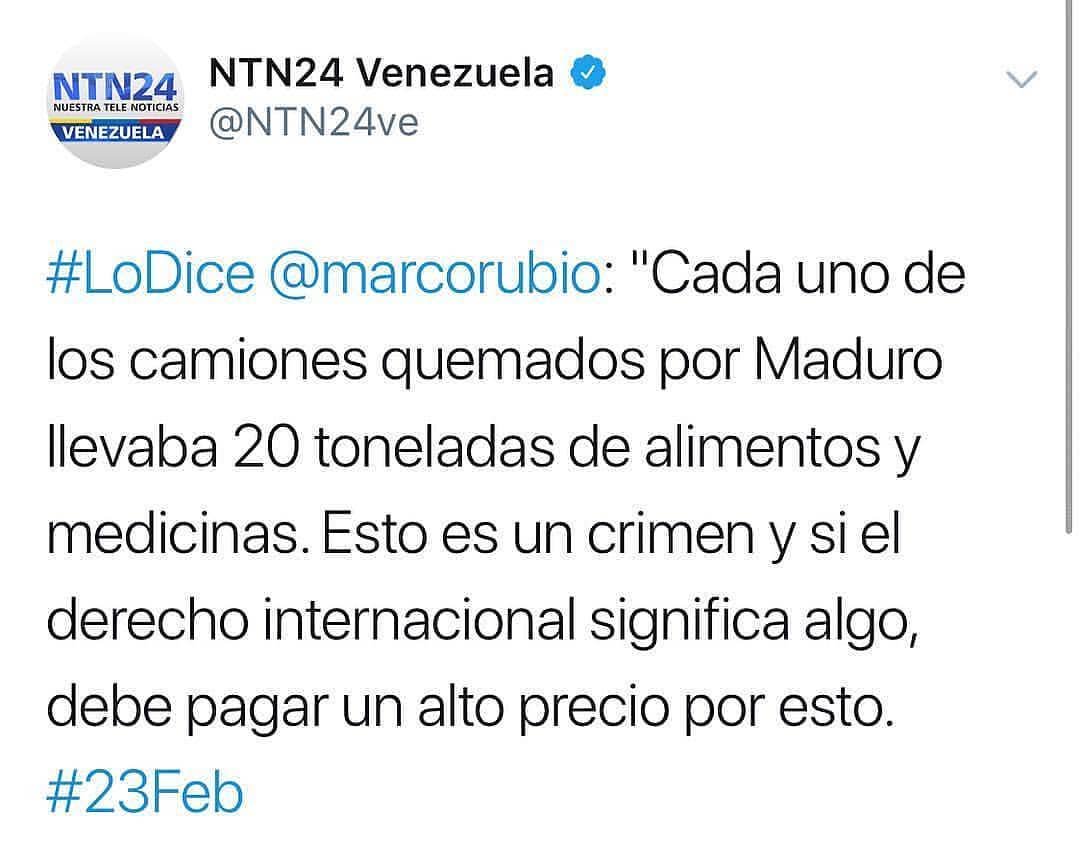 NTN24
NUESTRA TELE NOTICIAS
VENEZUELA
NTN24 Venezuela
@NTN24ve
#LoDice @marcorubio: "Cada uno de
los camiones quemados por Maduro
llevaba 20 toneladas de alimentos y
medicinas. Esto es un crimen y si el
derecho internacional significa algo,
debe pagar un alto precio por esto.
#23Feb